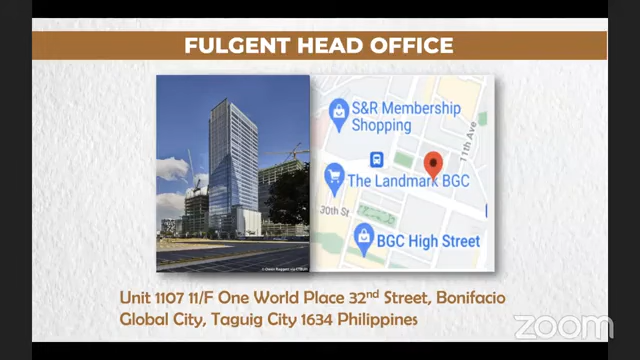 FULGENT HEAD OFFICE
S&R Membership
Shopping
11th Ave
The Landmark BGC
30th St
BGC High Street
Unit 1107 11/F One World Place 32nd Street, Bonifacio
Global City, Taguig City 1634 Philippines
zoom